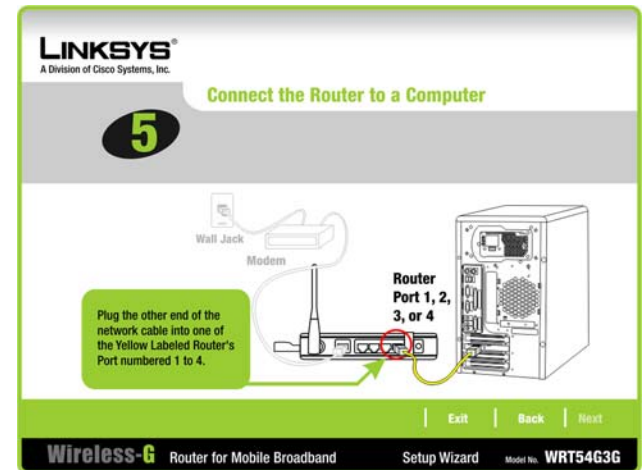 LINKSYS®
A Division of Cisco Systems, Inc.
Connect the Router to a Computer
5
Wall Jack
Modem
Router
Port 1, 2,
3, or 4
Plug the other end of the
network cable into one of
the Yellow Labeled Router's
Port numbered 1 to 4.
Exit
Back
Next
Wireless-G Router for Mobile Broadband Setup Wizard Model No. WRT54G3G